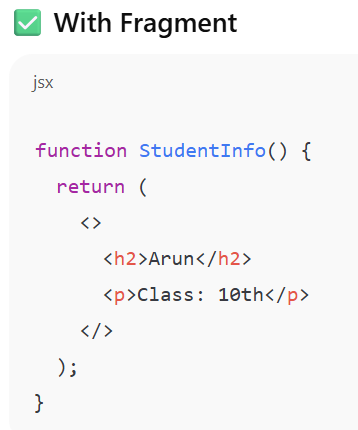 ✅ With Fragment
jsx
function StudentInfo() {
  return (
    <>
      <h2>Arun</h2>
      <p>Class: 10th</p>
    </>
  );
}